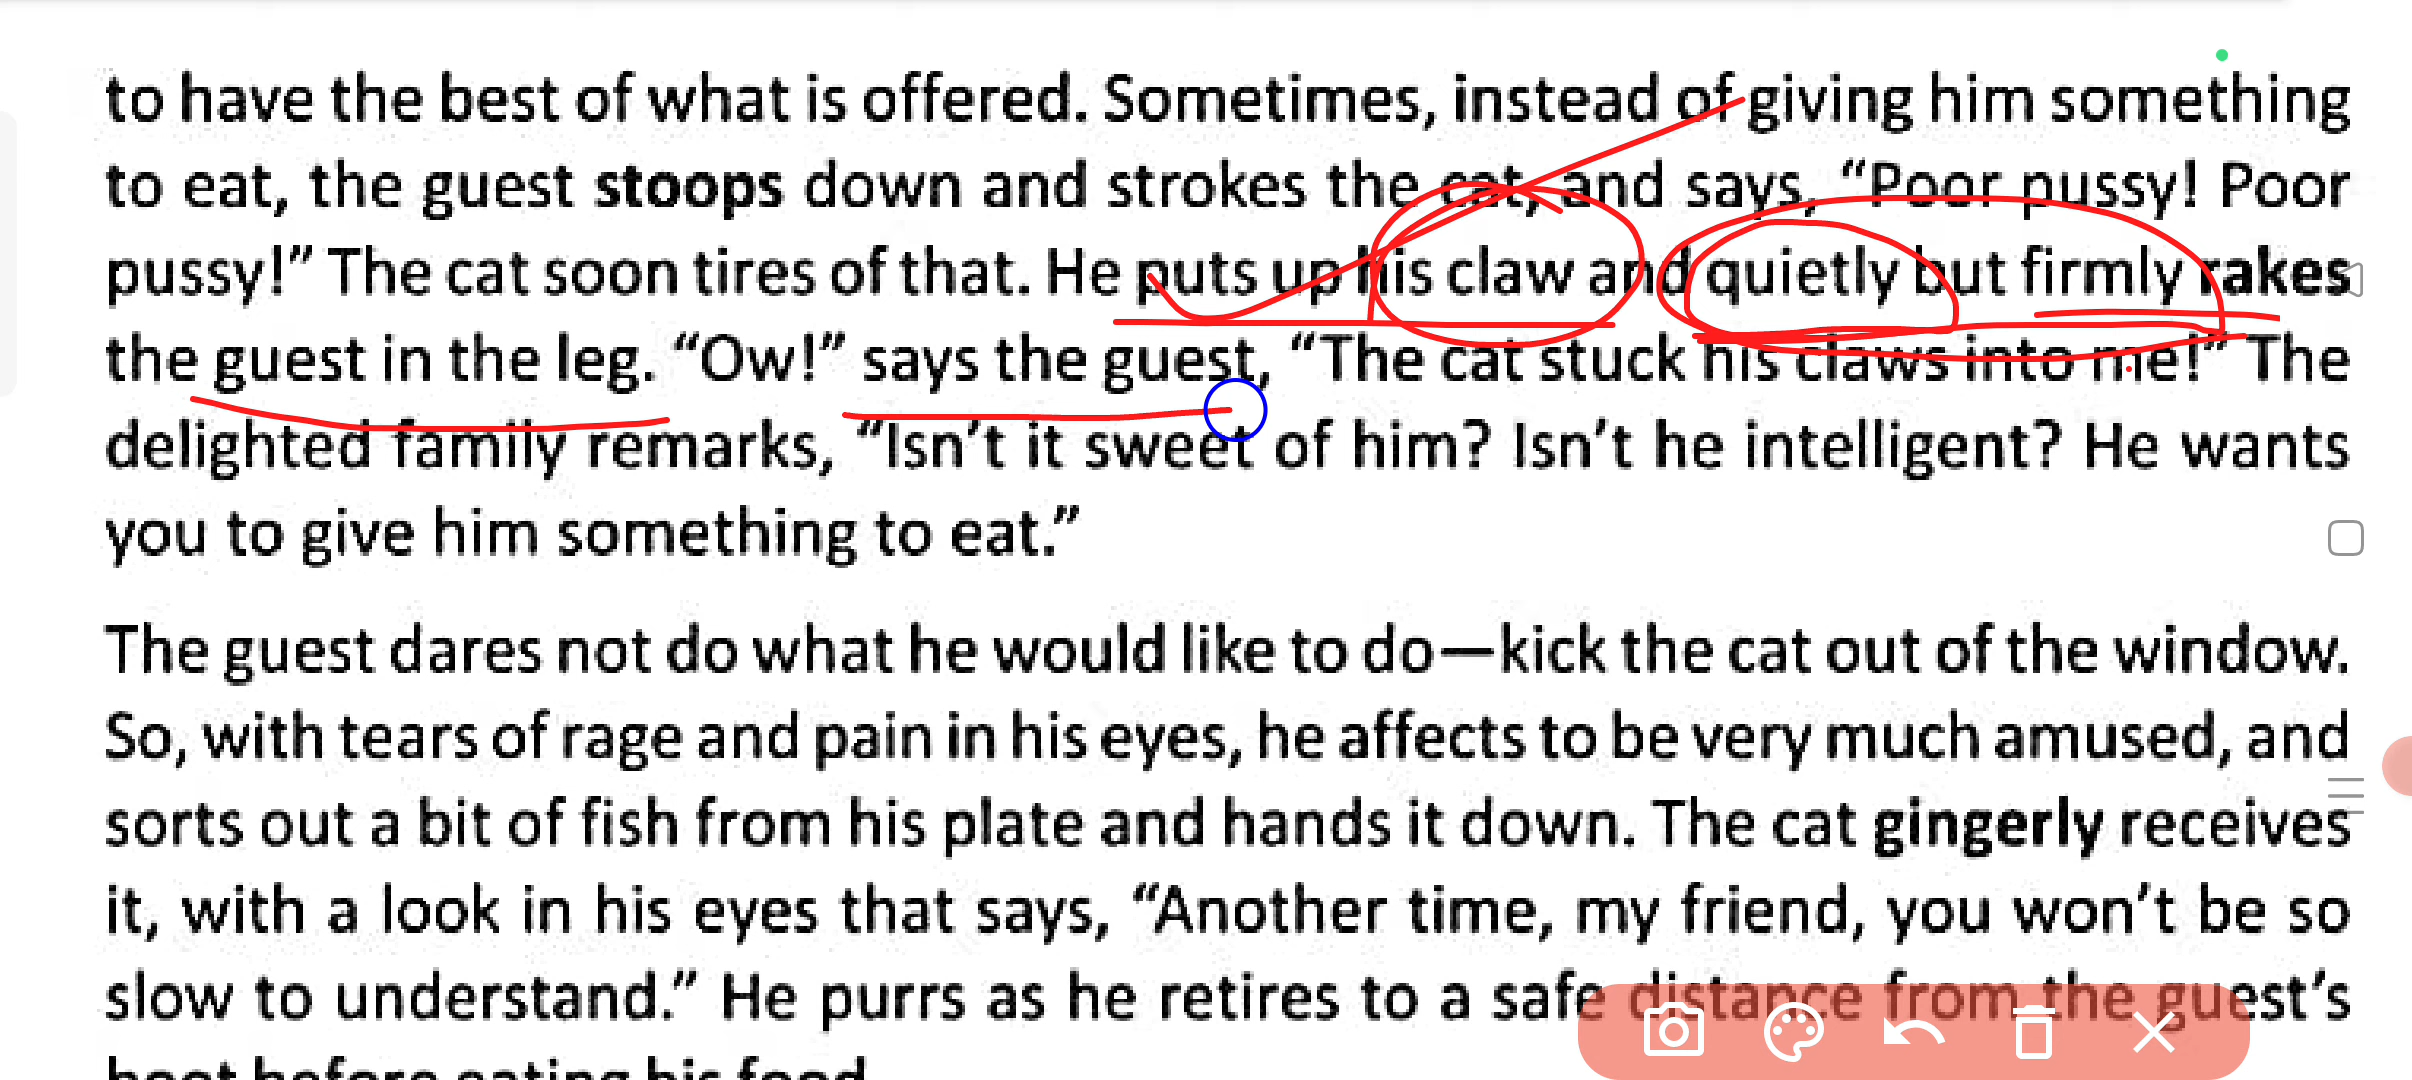 to have the best of what is offered. Sometimes, instead of giving him something
to eat, the guest stoops down and strokes the cat, and says, “Poor pussy! Poor
pussy!” The cat soon tires of that. He puts up his claw and quietly but firmly rakes
the guest in the leg. “Ow!” says the guest, “The cat stuck his claws into me!” The
delighted family remarks, “Isn’t it sweet of him? Isn’t he intelligent? He wants
you to give him something to eat.”
The guest dares not do what he would like to do—kick the cat out of the window.
So, with tears of rage and pain in his eyes, he affects to be very much amused, and
sorts out a bit of fish from his plate and hands it down. The cat gingerly receives
it, with a look in his eyes that says, “Another time, my friend, you won’t be so
slow to understand.” He purrs as he retires to a safe distance from the guest’s
boot before eating his food.